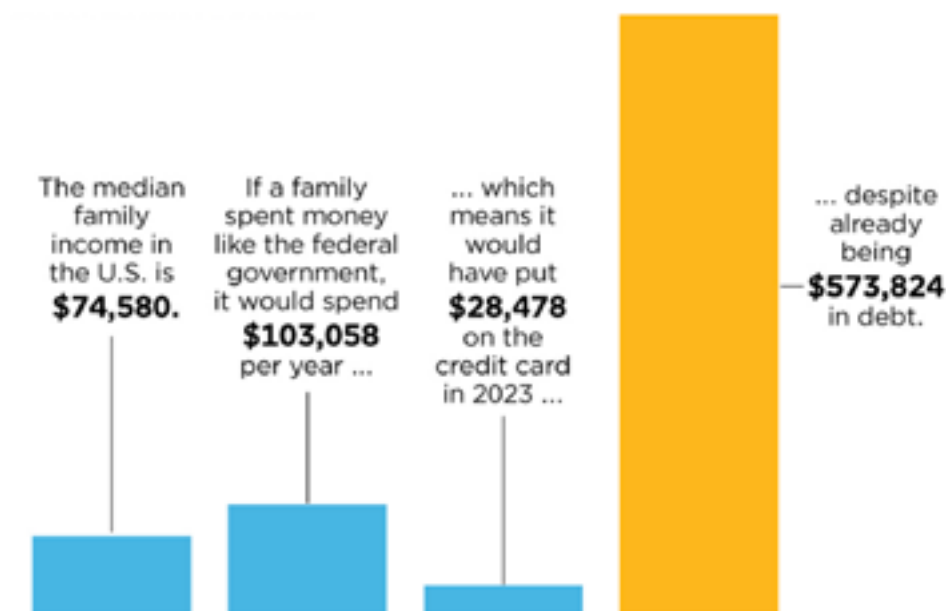 The median
family
income in
the U.S. is
$74,580.
If a family
spent money
like the federal
government,
it would spend
$103,058
per year ...
... which
means it
would
have put
$28,478
on the
credit card
in 2023 ...
... despite
already
being
$573,824
in debt.